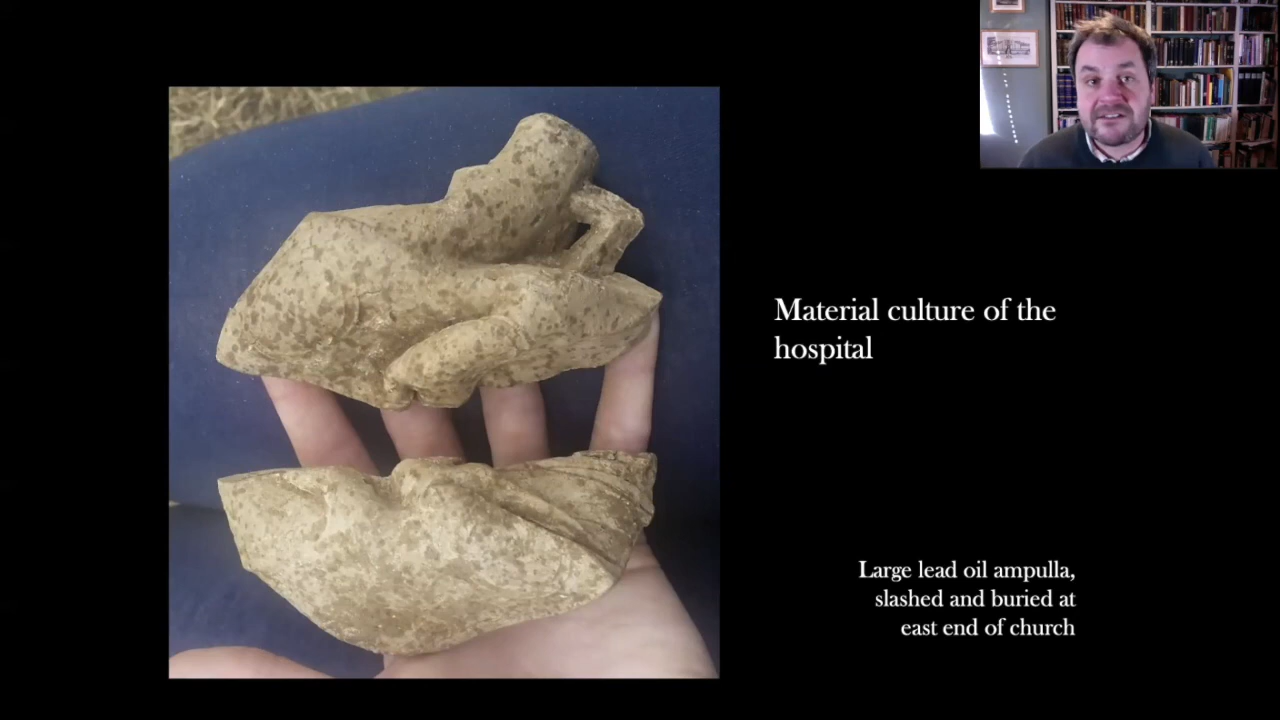 Material culture of the
hospital
Large lead oil ampulla,
slashed and buried at
east end of church